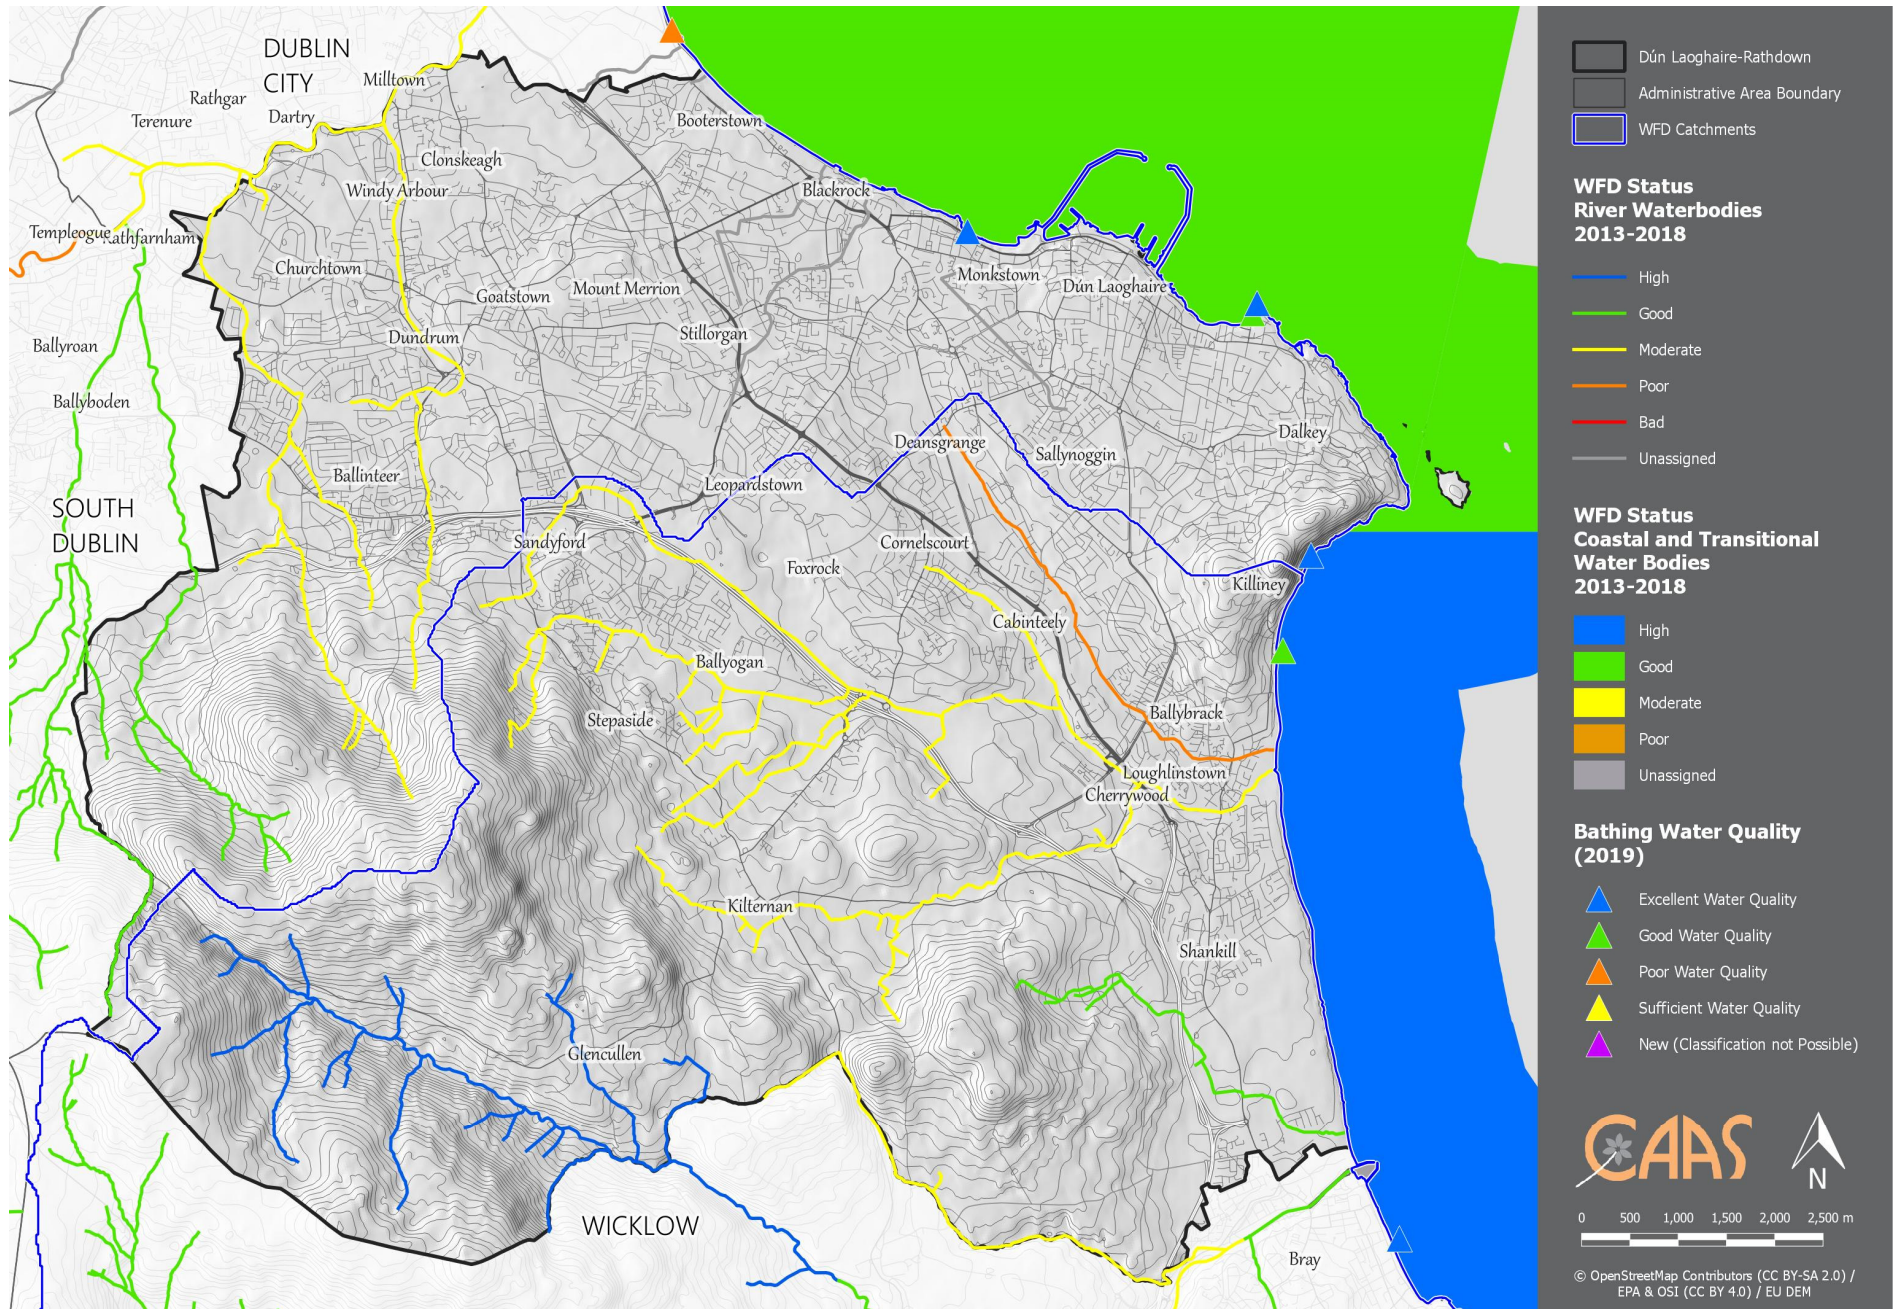 DUBLIN
CITY
Milltown
Rathgar
Terenure
Dartry
Booterstown
Clonskeagh
Windy Arbour
Blackrock
Templeogue
Rathfarnham
Churchtown
Monkstown
Goatstown
Mount Merrion
Dún Laoghaire
Ballyroan
Dundrum
Stillorgan
Ballyboden
Dalkey
Deansgrange
Sallynoggin
Ballinteer
Leopardstown
SOUTH
DUBLIN
Sandyford
Cornelscourt
Foxrock
Killiney
Cabinteely
Ballyogan
Stepaside
Ballybrack
Loughlinstown
Cherrywood
Kilternan
Shankill
Glencullen
WICKLOW
Bray
Dún Laoghaire-Rathdown
Administrative Area Boundary
WFD Catchments
WFD Status
River Waterbodies
2013-2018
High
Good
Moderate
Poor
Bad
Unassigned
WFD Status
Coastal and Transitional
Water Bodies
2013-2018
High
Good
Moderate
Poor
Unassigned
Bathing Water Quality
(2019)
Excellent Water Quality
Good Water Quality
Poor Water Quality
Sufficient Water Quality
New (Classification not Possible)
CAAS
N
0 500 1,000 1,500 2,000 2,500 m
© OpenStreetMap Contributors (CC BY-SA 2.0) /
EPA & OSI (CC BY 4.0) / EU DEM